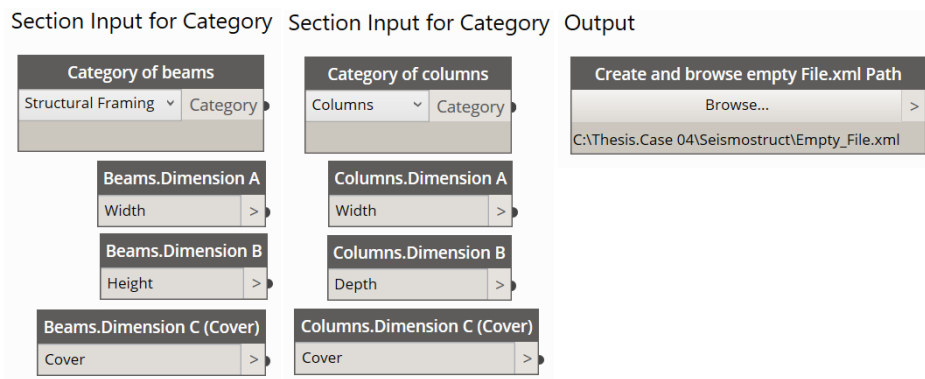 Section Input for Category
Category of beams
Structural Framing
Category
Beams.Dimension A
Width
>
Beams.Dimension B
Height
>
Beams.Dimension C (Cover)
Cover
>
Section Input for Category
Category of columns
Columns
Category
Columns.Dimension A
Width
>
Columns.Dimension B
Depth
>
Columns.Dimension C (Cover)
Cover
>
Output
Create and browse empty File.xml Path
Browse...
>
C:\Thesis.Case 04\Seismostruct\Empty_File.xml